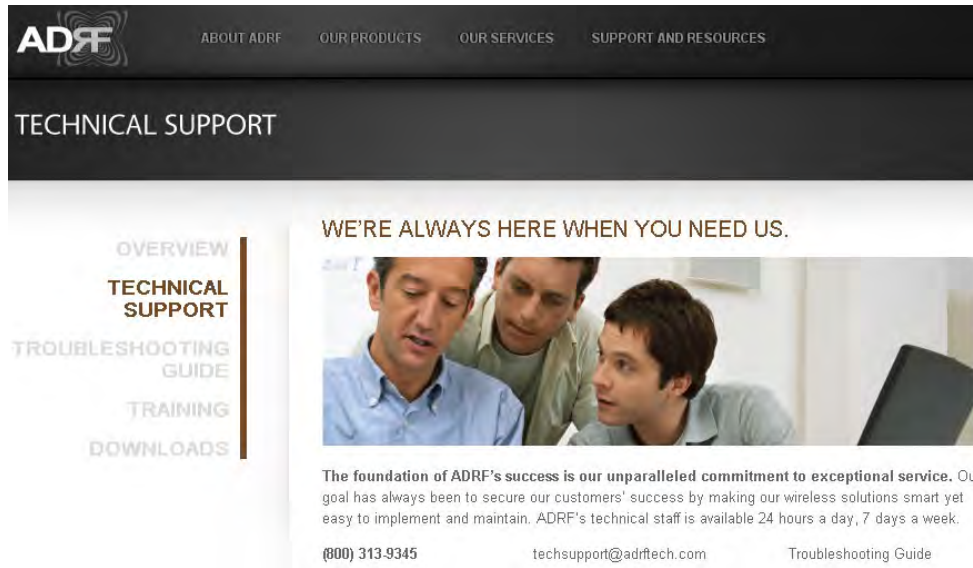 ADRF
ABOUT ADRF
OUR PRODUCTS
OUR SERVICES
SUPPORT AND RESOURCES
TECHNICAL SUPPORT
OVERVIEW
TECHNICAL
SUPPORT
TROUBLESHOOTING
GUIDE
TRAINING
DOWNLOADS
WE'RE ALWAYS HERE WHEN YOU NEED US.
The foundation of ADRF's success is our unparalleled commitment to exceptional service. Ou
goal has always been to secure our customers' success by making our wireless solutions smart yet
easy to implement and maintain. ADRF's technical staff is available 24 hours a day, 7 days a week.
(800) 313-9345
techsupport@adrftech.com
Troubleshooting Guide